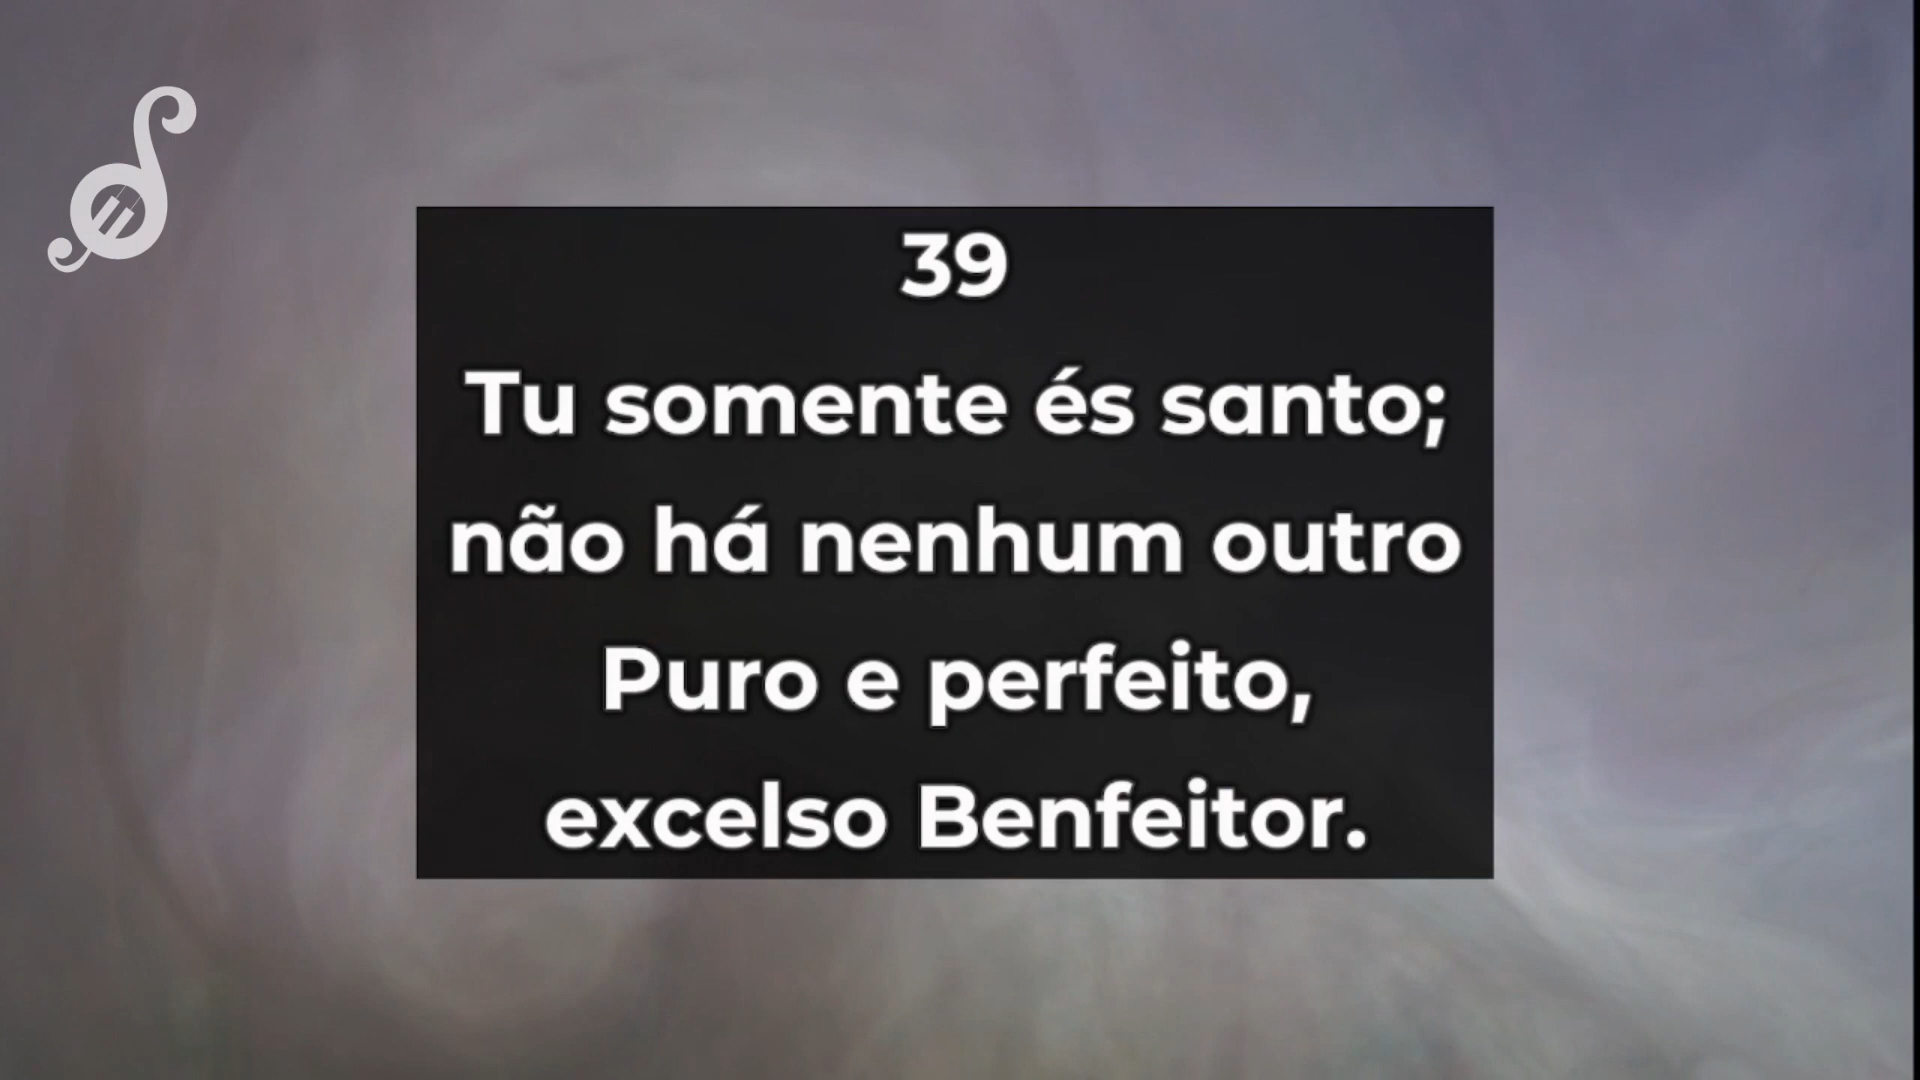 39
Tu somente és santo;
não há nenhum outro
Puro e perfeito,
excelso Benfeitor.